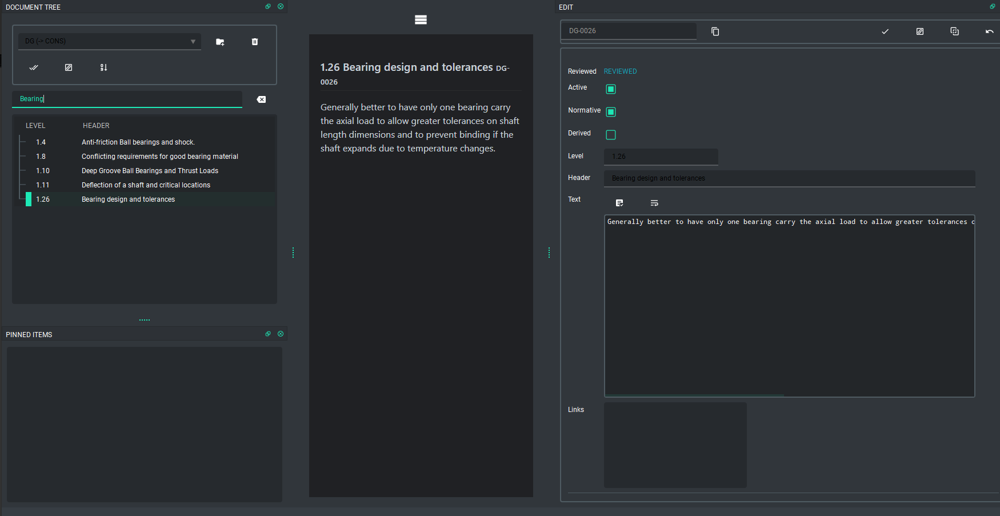 DOCUMENT TREE
DG (-> CONS)
Bearing
LEVEL HEADER
1.4 Anti-friction Ball bearings and shock.
1.8 Conflicting requirements for good bearing material
1.10 Deep Groove Ball Bearings and Thrust Loads
1.11 Deflection of a shaft and critical locations
1.26 Bearing design and tolerances
PINNED ITEMS
1.26 Bearing design and tolerances DG-
0026
Generally better to have only one bearing carry
the axial load to allow greater tolerances on shaft
length dimensions and to prevent binding if the
shaft expands due to temperature changes.
EDIT
DG-0026
Reviewed REVIEWED
Active
Normative
Derived
Level 1.26
Header Bearing design and tolerances
Text
Generally better to have only one bearing carry the axial load to allow greater tolerances
Links